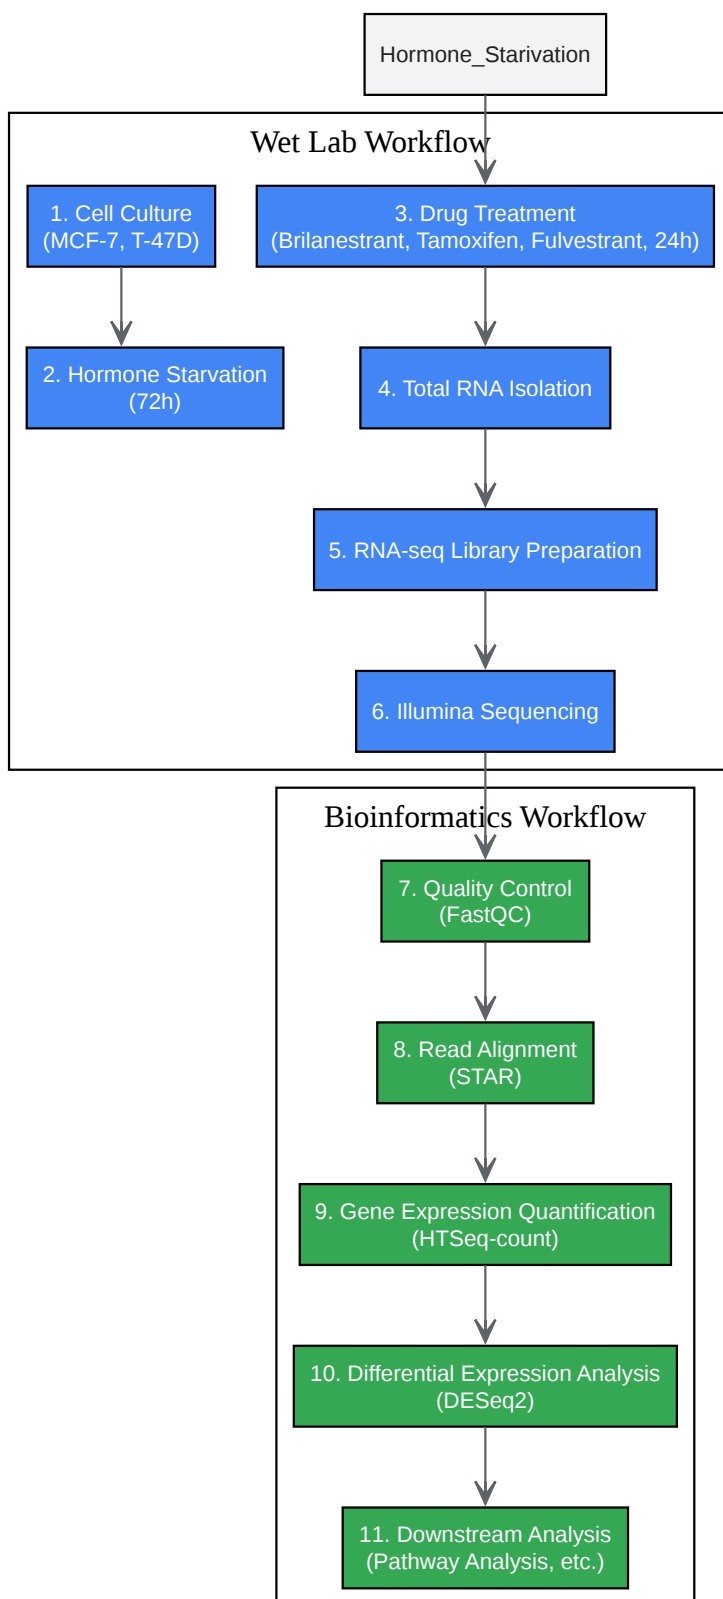 Hormone_Starivation
Wet Lab Workflow
1. Cell Culture
(MCF-7, T-47D)
3. Drug Treatment
(Brilanestrant, Tamoxifen, Fulvestrant, 24h)
2. Hormone Starvation
(72h)
4. Total RNA Isolation
5. RNA-seq Library Preparation
6. Illumina Sequencing
Bioinformatics Workflow
7. Quality Control
(FastQC)
8. Read Alignment
(STAR)
9. Gene Expression Quantification
(HTSeq-count)
10. Differential Expression Analysis
(DESeq2)
11. Downstream Analysis
(Pathway Analysis, etc.)